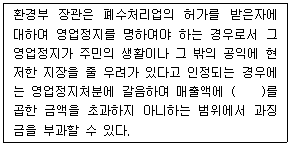 환경부 장관은 폐수처리업의 허가를 받은자에
대하여 영업정지를 명하여야 하는 경우로서 그
영업정지가 주민의 생활이나 그 밖의 공익에 현
저한 지장을 줄 우려가 있다고 인정되는 경우에
는 영업정지처분에 갈음하여 매출액에 (    )를
곱한 금액을 초과하지 아니하는 범위에서 과징
금을 부과할 수 있다.